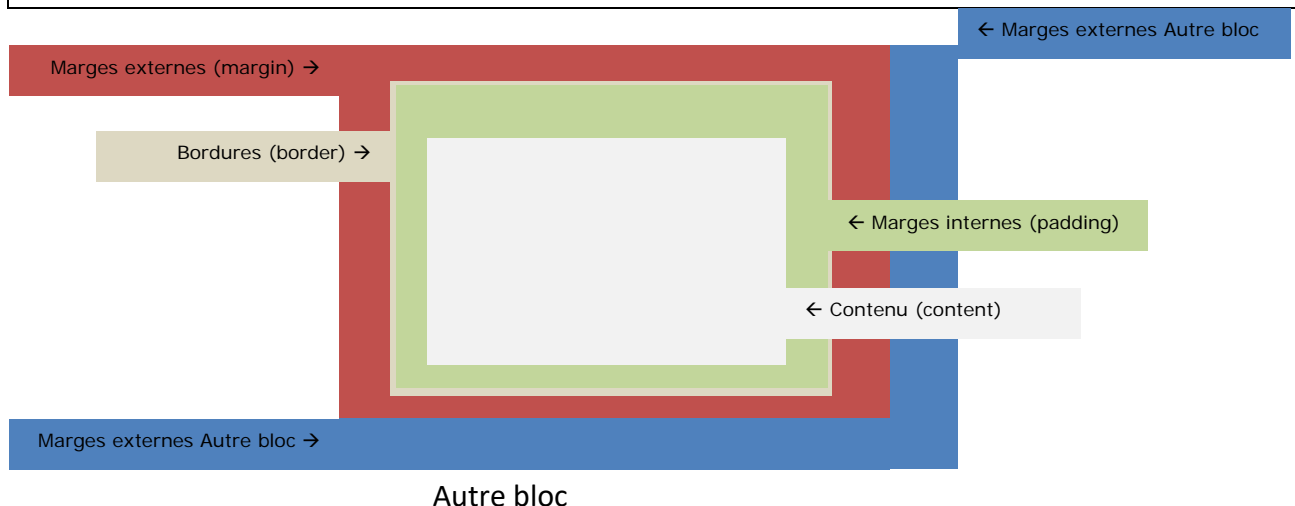 ← Marges externes Autre bloc
Marges externes (margin) →
Bordures (border) →
← Marges internes (padding)
← Contenu (content)
Marges externes Autre bloc →
Autre bloc